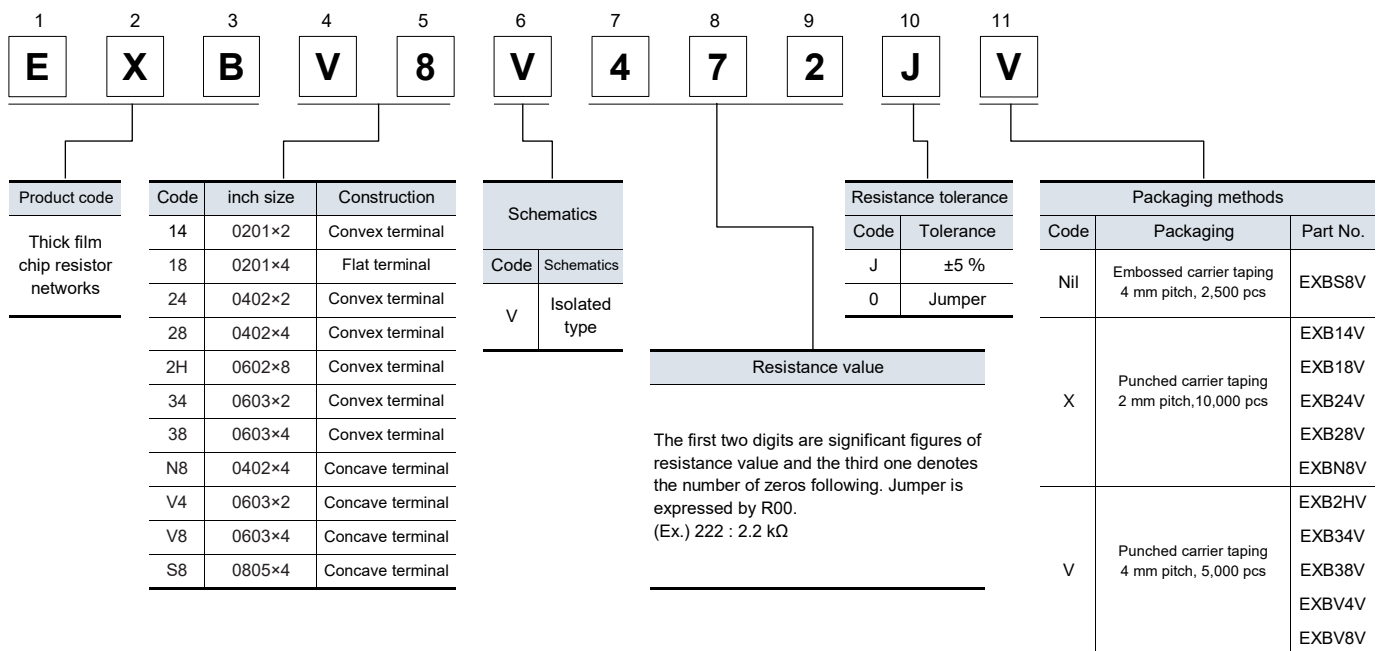 1 2 3 4 5 6 7 8 9 10 11
E X B V 8 V 4 7 2 J V
Product code
Thick film
chip resistor
networks
Code inch size Construction
14 0201×2 Convex terminal
18 0201×4 Flat terminal
24 0402×2 Convex terminal
28 0402×4 Convex terminal
2H 0602×8 Convex terminal
34 0603×2 Convex terminal
38 0603×4 Convex terminal
N8 0402×4 Concave terminal
V4 0603×2 Concave terminal
V8 0603×4 Concave terminal
S8 0805×4 Concave terminal
Schematics
Code Schematics
V Isolated
type
Resistance value
The first two digits are significant figures of
resistance value and the third one denotes
the number of zeros following. Jumper is
expressed by R00.
(Ex.) 222 : 2.2 kΩ
Resistance tolerance
Code Tolerance
J ±5 %
0 Jumper
Packaging methods
Code Packaging Part No.
Nil Embossed carrier taping
4 mm pitch, 2,500 pcs EXBS8V
X Punched carrier taping
2 mm pitch,10,000 pcs
EXB14V
EXB18V
EXB24V
EXB28V
EXBN8V
V Punched carrier taping
4 mm pitch, 5,000 pcs
EXB2HV
EXB34V
EXB38V
EXBV4V
EXBV8V